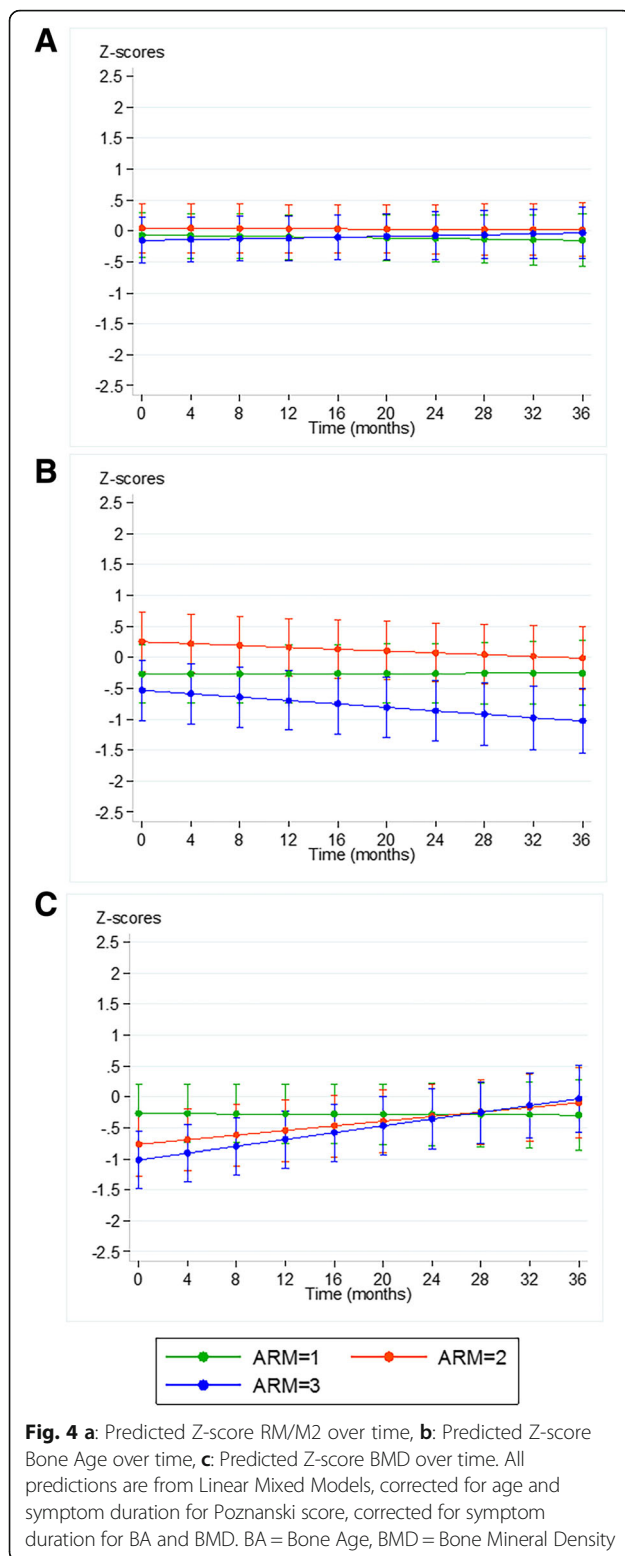 A
Z-scores
2.5
2
1.5
1
.5
0
-.5
-1
-1.5
-2
-2.5
0 4 8 12 16 20 24 28 32 36
Time (months)
B
Z-scores
2.5
2
1.5
1
.5
0
-.5
-1
-1.5
-2
-2.5
0 4 8 12 16 20 24 28 32 36
Time (months)
C
Z-scores
2.5
2
1.5
1
.5
0
-.5
-1
-1.5
-2
-2.5
0 4 8 12 16 20 24 28 32 36
Time (months)
ARM=1 ARM=2
ARM=3
Fig. 4 a: Predicted Z-score RM/M2 over time, b: Predicted Z-score
Bone Age over time, c: Predicted Z-score BMD over time. All
predictions are from Linear Mixed Models, corrected for age and
symptom duration for Poznanski score, corrected for symptom
duration for BA and BMD. BA = Bone Age, BMD = Bone Mineral Density